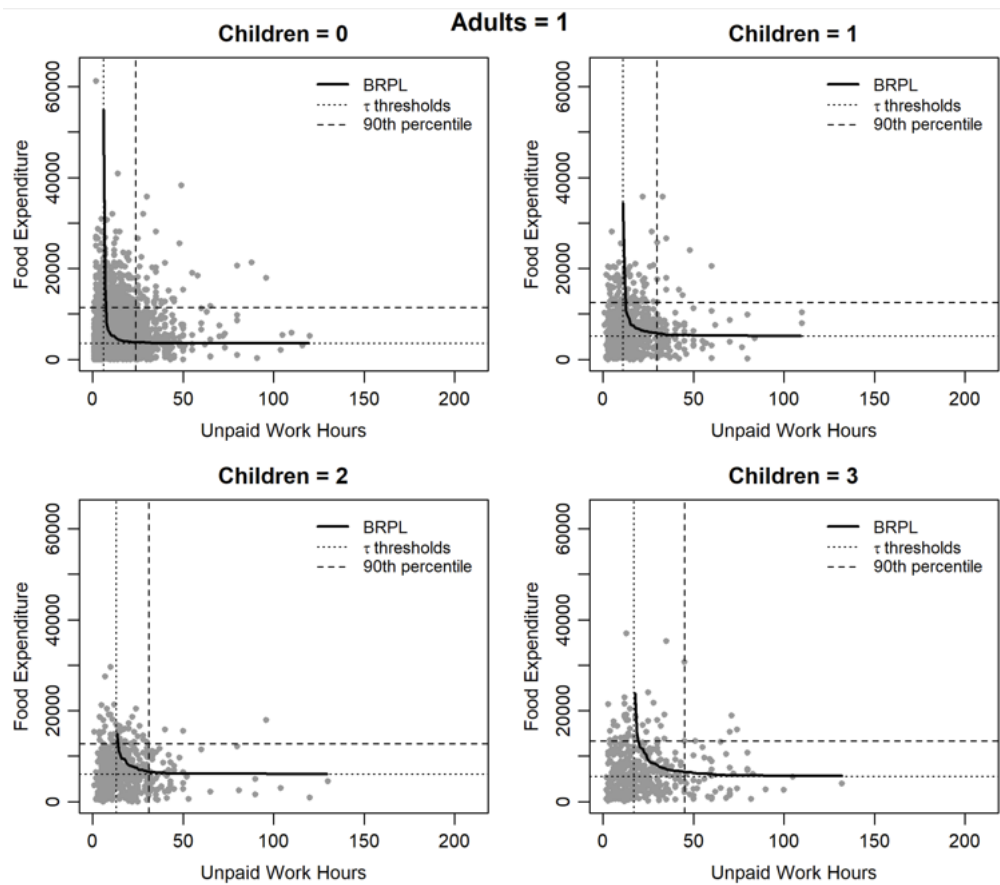 Adults = 1
Children = 0
Food Expenditure
60000
40000
20000
0
BRPL
τ thresholds
90th percentile
0 50 100 150 200
Unpaid Work Hours
Children = 1
Food Expenditure
60000
40000
20000
0
BRPL
τ thresholds
90th percentile
0 50 100 150 200
Unpaid Work Hours
Children = 2
Food Expenditure
60000
40000
20000
0
BRPL
τ thresholds
90th percentile
0 50 100 150 200
Unpaid Work Hours
Children = 3
Food Expenditure
60000
40000
20000
0
BRPL
τ thresholds
90th percentile
0 50 100 150 200
Unpaid Work Hours